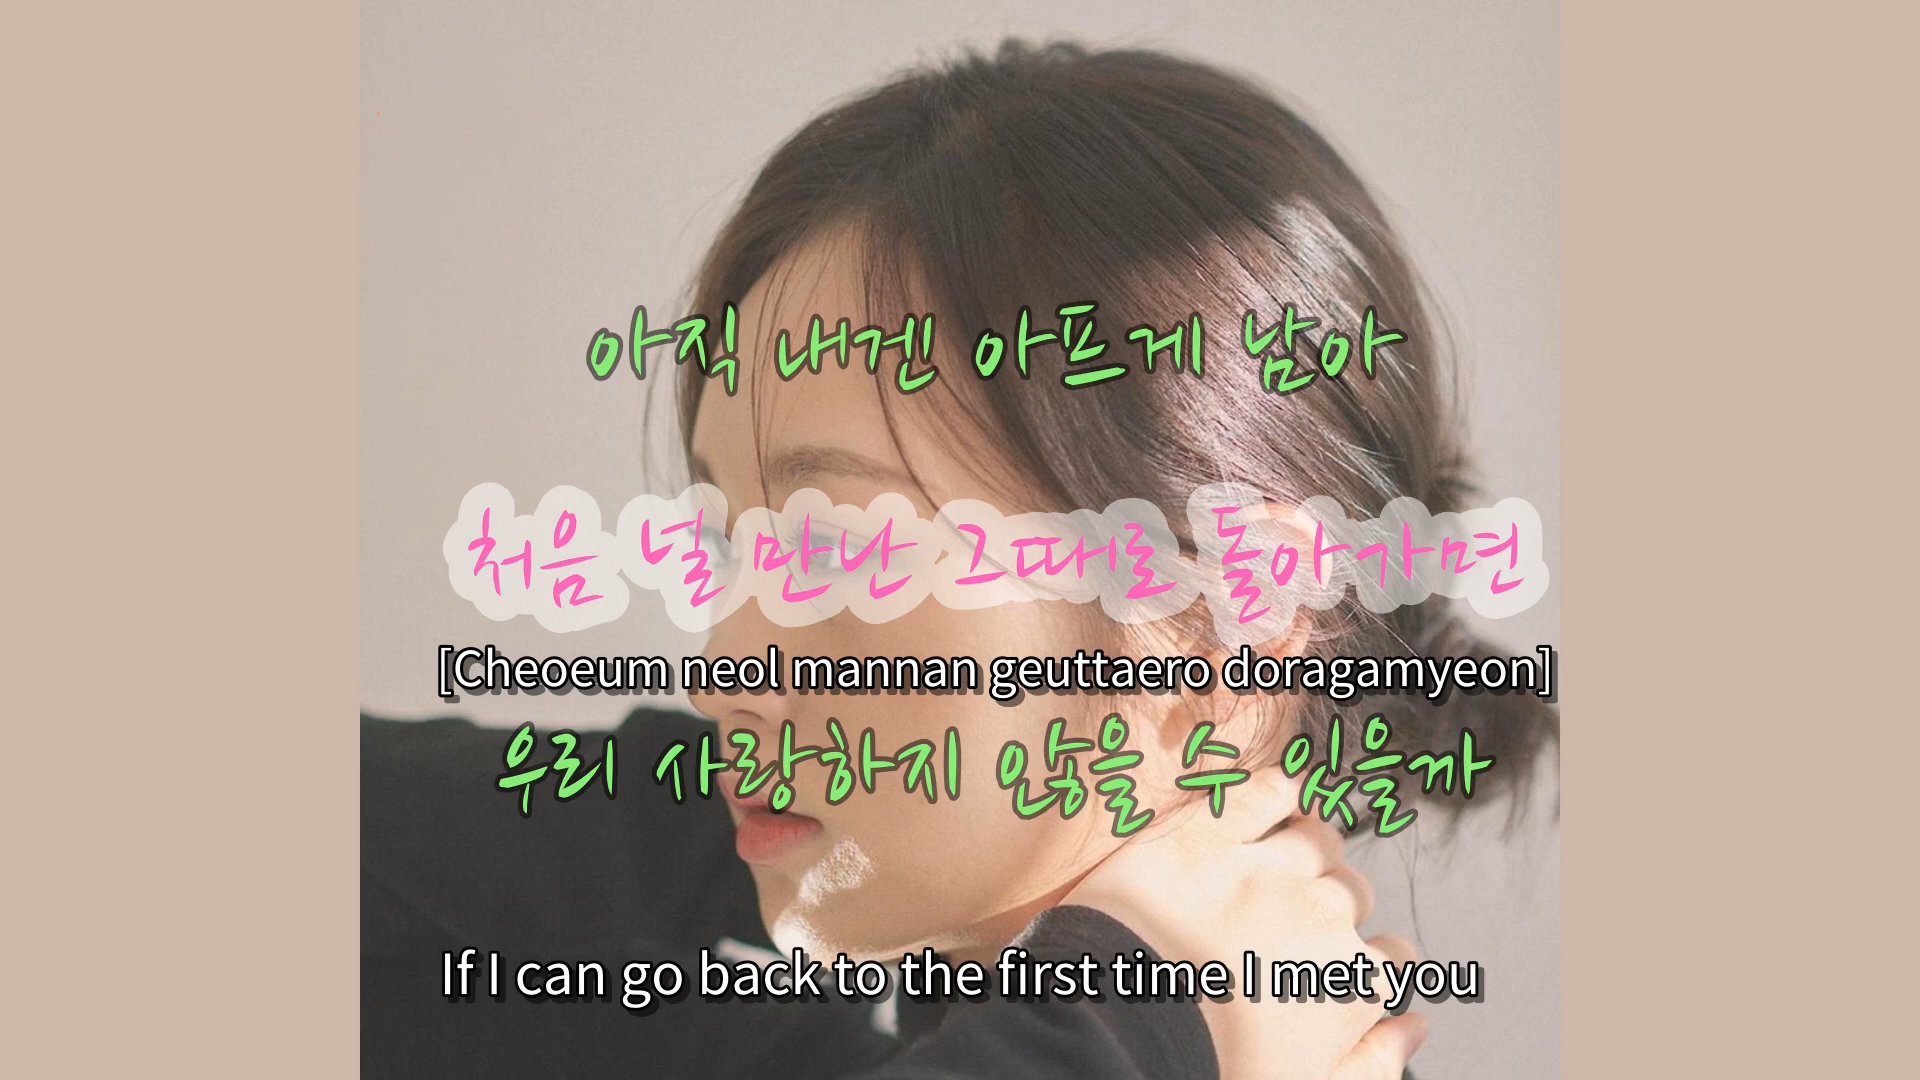 아직 내겐 아프게 남아
처음 널 만난 그때로 돌아가면
[Cheoeum neol mannan geuttaero doragamyeon]
우리 사랑하지 않을 수 있을까
If I can go back to the first time I met you